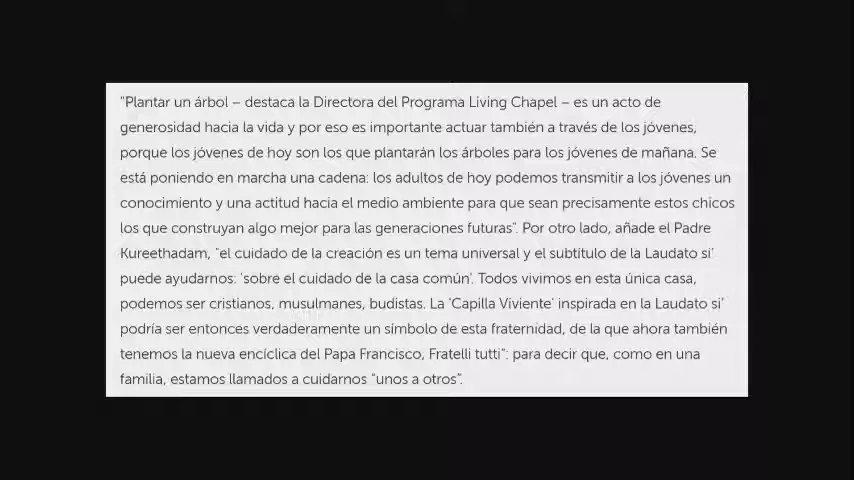 "Plantar un árbol – destaca la Directora del Programa Living Chapel – es un acto de
generosidad hacia la vida y por eso es importante actuar también a través de los jóvenes,
porque los jóvenes de hoy son los que plantarán los árboles para los jóvenes de mañana. Se
está poniendo en marcha una cadena: los adultos de hoy podemos transmitir a los jóvenes un
conocimiento y una actitud hacia el medio ambiente para que sean precisamente estos chicos
los que construyan algo mejor para las generaciones futuras". Por otro lado, añade el Padre
Kureethadam, "el cuidado de la creación es un tema universal y el subtítulo de la Laudato si'
puede ayudarnos: 'sobre el cuidado de la casa común'. Todos vivimos en esta única casa,
podemos ser cristianos, musulmanes, budistas. La 'Capilla Viviente' inspirada en la Laudato si'
podría ser entonces verdaderamente un símbolo de esta fraternidad, de la que ahora también
tenemos la nueva encíclica del Papa Francisco, Fratelli tutti": para decir que, como en una
familia, estamos llamados a cuidarnos "unos a otros".